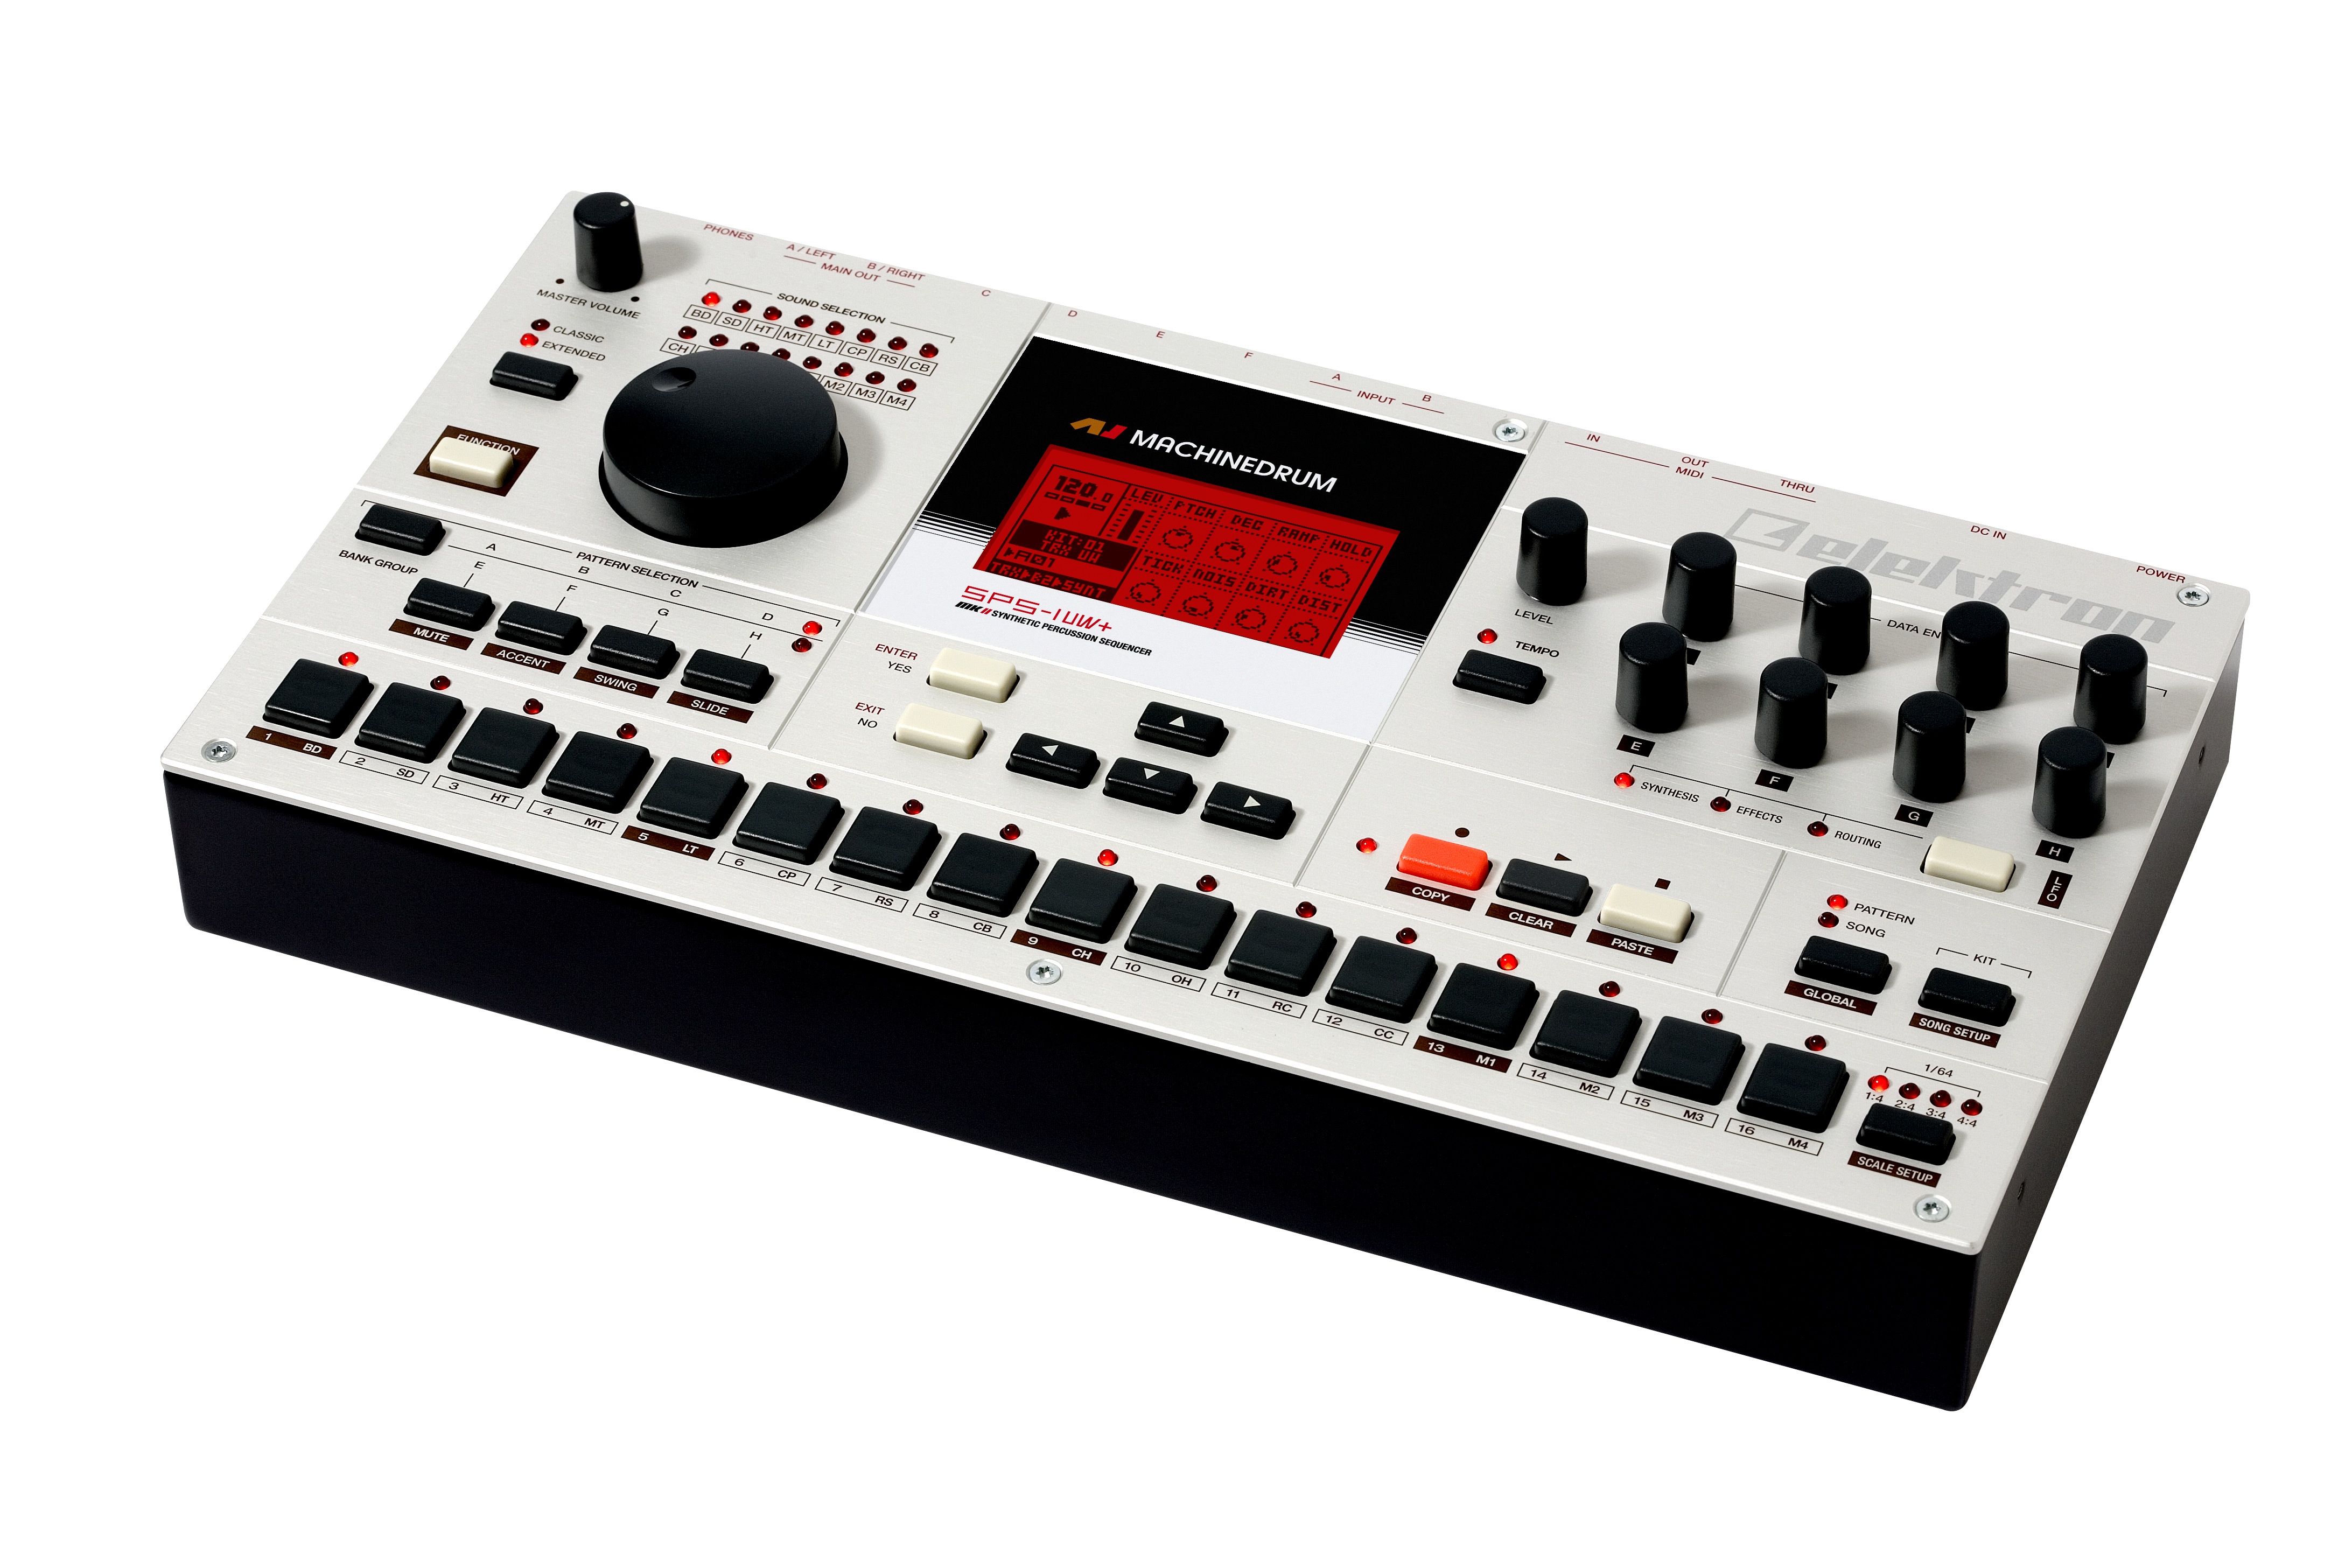 PHONES
A / LEFT
B / RIGHT
MAIN OUT
C
D
E
F
A
INPUT
B
IN
OUT
MIDI
THRU
DC IN
POWER
MASTER VOLUME
CLASSIC
EXTENDED
SOUND SELECTION
BD SD HT MT LT CP RS CB
CH
M2 M3 M4
FUNCTION
BANK GROUP
PATTERN SELECTION
A B C D
E F G H
MUTE
ACCENT
SWING
SLIDE
MACHINEDRUM
120.0
LEV PTCH DEC RAMP HOLD
KIT:01
A01
TICK NOIS DIRT DIST
SPS-1UW+
MKII SYNTHETIC PERCUSSION SEQUENCER
ENTER
YES
EXIT
NO
elektron
LEVEL
TEMPO
DATA EN
E
F
G
H
SYNTHESIS
EFFECTS
ROUTING
LFO
COPY
CLEAR
PASTE
PATTERN
SONG
GLOBAL
KIT
SONG SETUP
1 BD
2 SD
3 HT
4 MT
5 LT
6 CP
7 RS
8 CB
9 CH
10 OH
11 RC
12 CC
13 M1
14 M2
15 M3
16 M4
1/64
1:4 2:4 3:4 4:4
SCALE SETUP